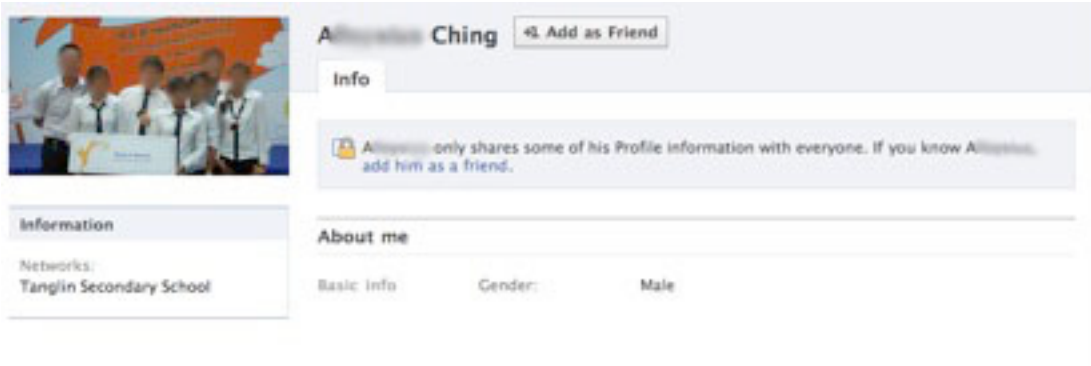 A Ching
Add as Friend
Info
A only shares some of his Profile information with everyone. If you know A
add him as a friend.
Information
Networks:
Tanglin Secondary School
About me
Basic Info
Gender:
Male